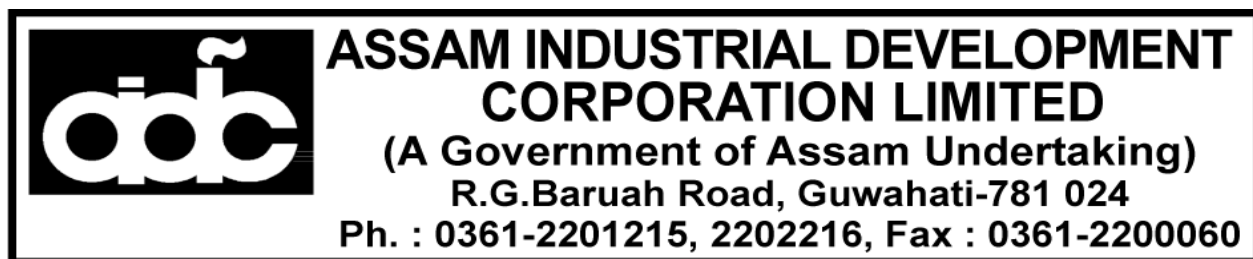 aidc
ASSAM INDUSTRIAL DEVELOPMENT
CORPORATION LIMITED
(A Government of Assam Undertaking)
R.G.Baruah Road, Guwahati-781 024
Ph. : 0361-2201215, 2202216, Fax : 0361-2200060